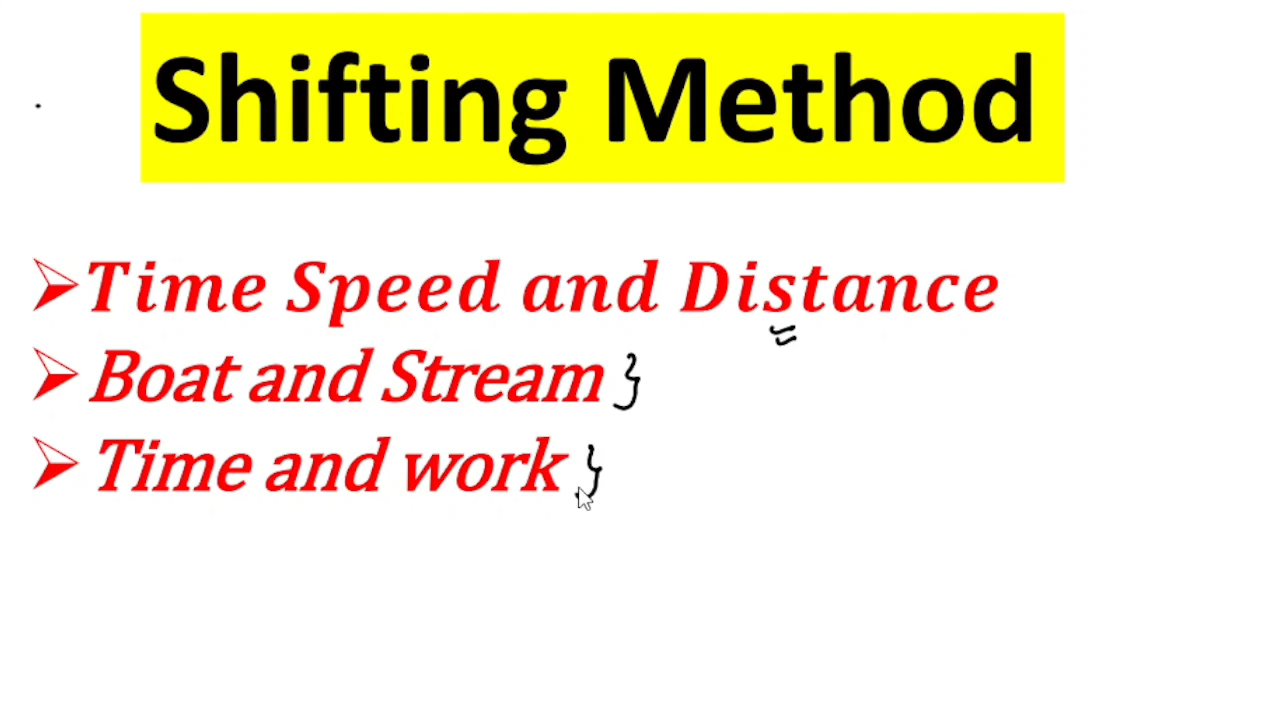 Shifting Method
➢Time Speed and Distance
➢ Boat and Stream }
➢ Time and work }